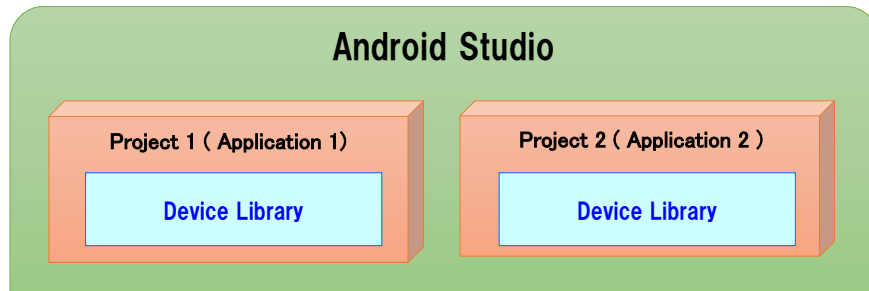 Android Studio
Project 1 ( Application 1)
Project 2 ( Application 2 )
Device Library
Device Library